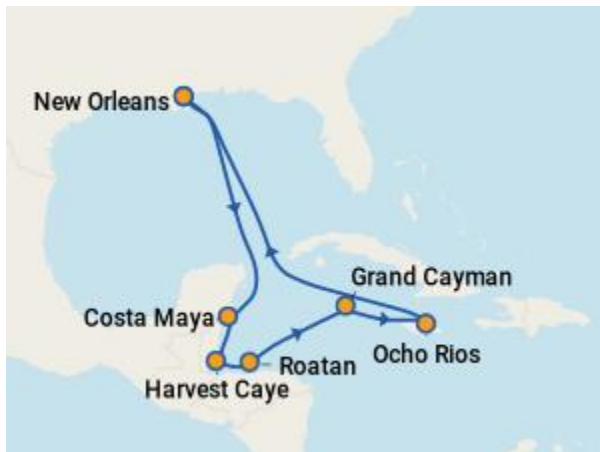 New Orleans
Grand Cayman
Costa Maya
Ocho Rios
Roatan
Harvest Caye